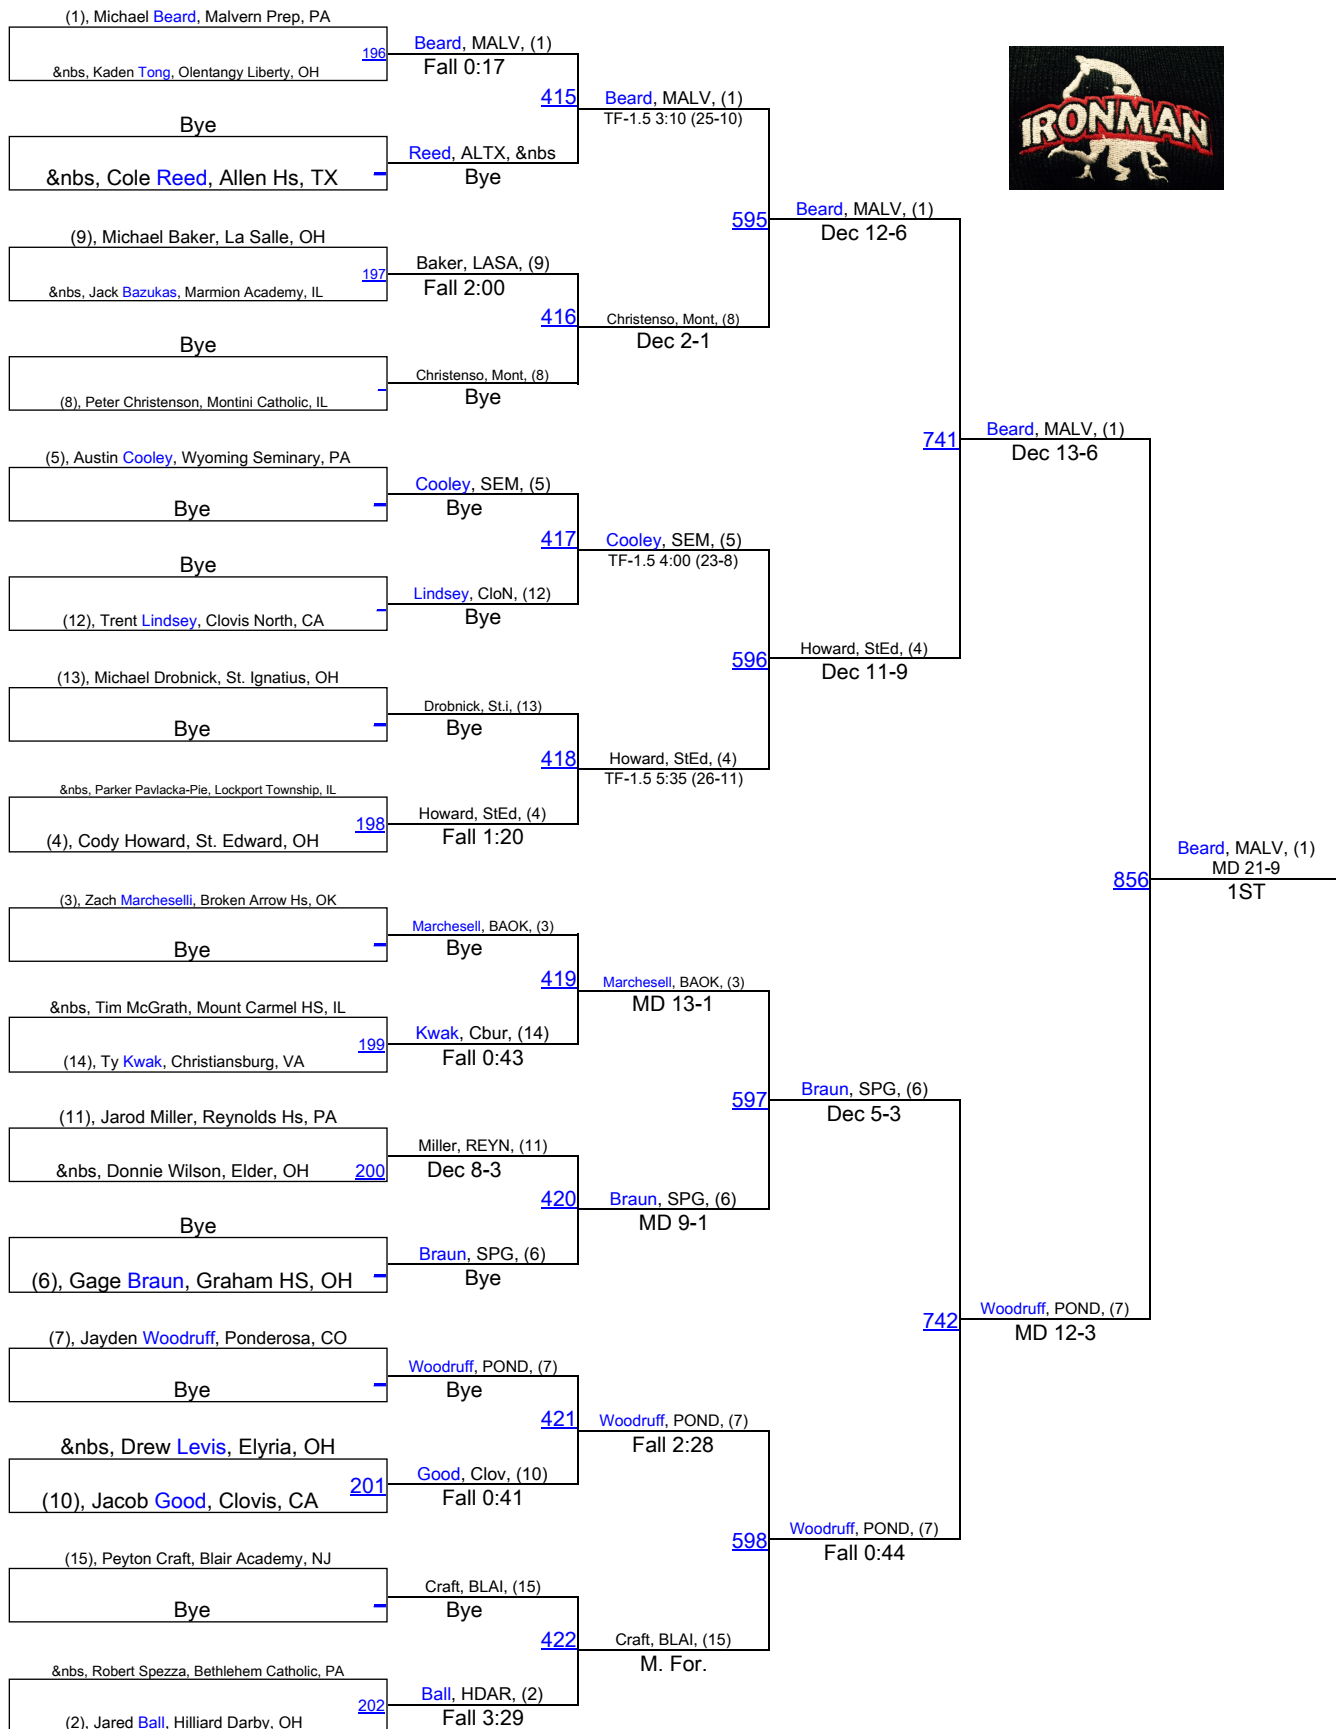 (1), Michael Beard, Malvern Prep, PA
196
&nbs, Kaden Tong, Olentangy Liberty, OH
Bye
&nbs, Cole Reed, Allen Hs, TX
(9), Michael Baker, La Salle, OH
197
&nbs, Jack Bazukas, Marmion Academy, IL
Bye
(8), Peter Christenson, Montini Catholic, IL
(5), Austin Cooley, Wyoming Seminary, PA
Bye
Bye
(12), Trent Lindsey, Clovis North, CA
(13), Michael Drobnick, St. Ignatius, OH
Bye
&nbs, Parker Pavlacka-Pie, Lockport Township, IL
198
(4), Cody Howard, St. Edward, OH
(3), Zach Marcheselli, Broken Arrow Hs, OK
Bye
&nbs, Tim McGrath, Mount Carmel HS, IL
199
(14), Ty Kwak, Christiansburg, VA
(11), Jarod Miller, Reynolds Hs, PA
&nbs, Donnie Wilson, Elder, OH
200
Bye
(6), Gage Braun, Graham HS, OH
(7), Jayden Woodruff, Ponderosa, CO
Bye
&nbs, Drew Levis, Elyria, OH
201
(10), Jacob Good, Clovis, CA
(15), Peyton Craft, Blair Academy, NJ
Bye
&nbs, Robert Spezza, Bethlehem Catholic, PA
202
(2), Jared Ball, Hilliard Darby, OH
Beard, MALV, (1)
Fall 0:17
415
Reed, ALTX, &nbs
Bye
Baker, LASA, (9)
Fall 2:00
416
Christenso, Mont, (8)
Bye
Cooley, SEM, (5)
Bye
417
Lindsey, CloN, (12)
Bye
Drobnick, St.i, (13)
Bye
418
Howard, StEd, (4)
Fall 1:20
Marchesell, BAOK, (3)
Bye
419
Kwak, Cbur, (14)
Fall 0:43
Miller, REYN, (11)
Dec 8-3
420
Braun, SPG, (6)
Bye
Woodruff, POND, (7)
Bye
421
Good, Clov, (10)
Fall 0:41
Craft, BLAI, (15)
Bye
422
Ball, HDAR, (2)
Fall 3:29
Beard, MALV, (1)
TF-1.5 3:10 (25-10)
595
Christenso, Mont, (8)
Dec 2-1
Cooley, SEM, (5)
TF-1.5 4:00 (23-8)
596
Howard, StEd, (4)
TF-1.5 5:35 (26-11)
Marchesell, BAOK, (3)
MD 13-1
597
Braun, SPG, (6)
MD 9-1
Woodruff, POND, (7)
Fall 2:28
598
Craft, BLAI, (15)
M. For.
Beard, MALV, (1)
Dec 12-6
741
Howard, StEd, (4)
Dec 11-9
Braun, SPG, (6)
Dec 5-3
742
Woodruff, POND, (7)
Fall 0:44
IRONMAN
Beard, MALV, (1)
Dec 13-6
856
Woodruff, POND, (7)
MD 12-3
Beard, MALV, (1)
MD 21-9
1ST